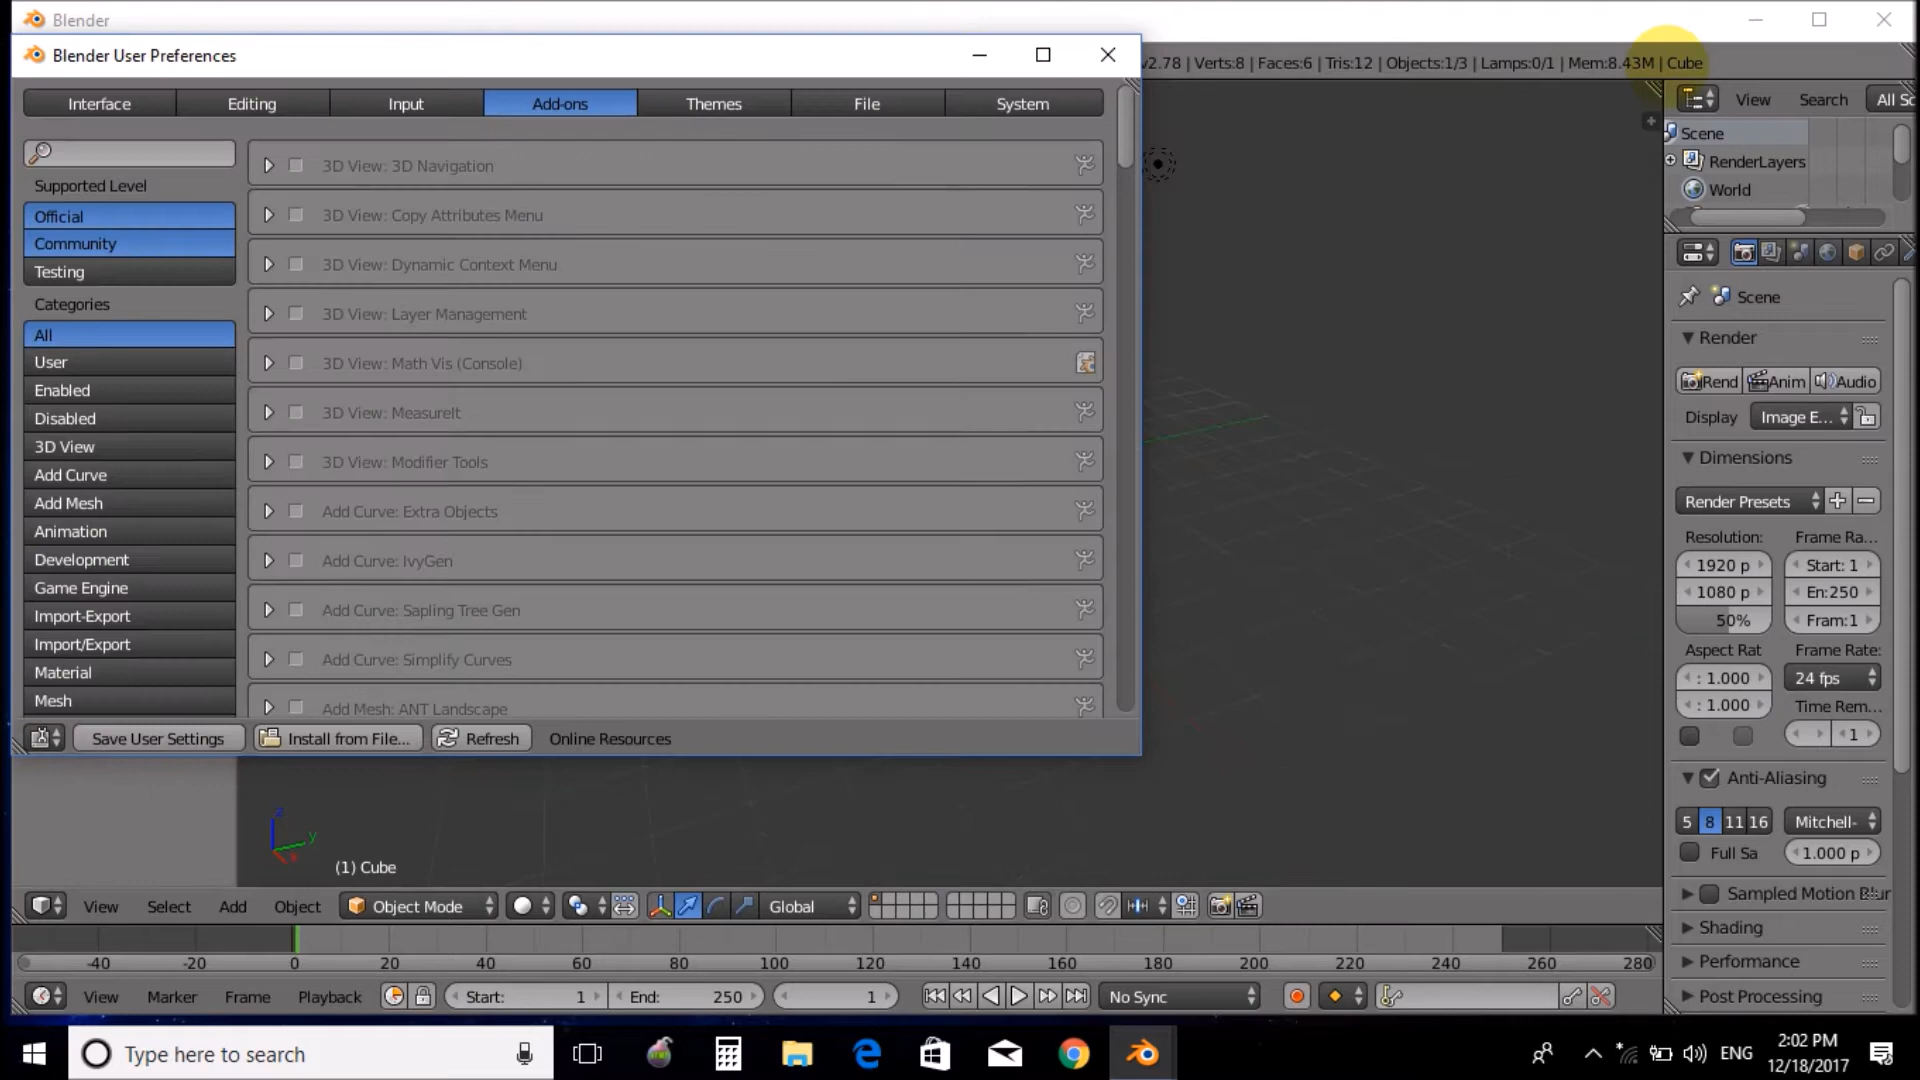 Blender
Blender User Preferences
v2.78 | Verts:8 | Faces:6 | Tris:12 | Objects:1/3 | Lamps:0/1 | Mem:8.43M | Cube
Interface Editing Input Add-ons Themes File System
View Search All Sc
Supported Level
Official
Community
Testing
Categories
All
User
Enabled
Disabled
3D View
Add Curve
Add Mesh
Animation
Development
Game Engine
Import-Export
Import/Export
Material
Mesh
3D View: 3D Navigation
3D View: Copy Attributes Menu
3D View: Dynamic Context Menu
3D View: Layer Management
3D View: Math Vis (Console)
3D View: MeasureIt
3D View: Modifier Tools
Add Curve: Extra Objects
Add Curve: IvyGen
Add Curve: Sapling Tree Gen
Add Curve: Simplify Curves
Add Mesh: ANT Landscape
Save User Settings Install from File... Refresh Online Resources
Scene
RenderLayers
World
Scene
Render
Rend Anim Audio
Display Image E...
Dimensions
Render Presets
Resolution: Frame Ra...
1920 p Start: 1
1080 p En:250
50% Fram:1
Aspect Rat Frame Rate:
: 1.000 24 fps
: 1.000 Time Rem...
1
Anti-Aliasing
5 8 11 16 Mitchell-
Full Sa 1.000 p
Sampled Motion Blur
Shading
Performance
Post Processing
z
y
x
(1) Cube
View Select Add Object Object Mode Global
-40 -20 0 20 40 60 80 100 120 140 160 180 200 220 240 260 280
View Marker Frame Playback Start: 1 End: 250 1 No Sync
Type here to search
ENG
2:02 PM
12/18/2017